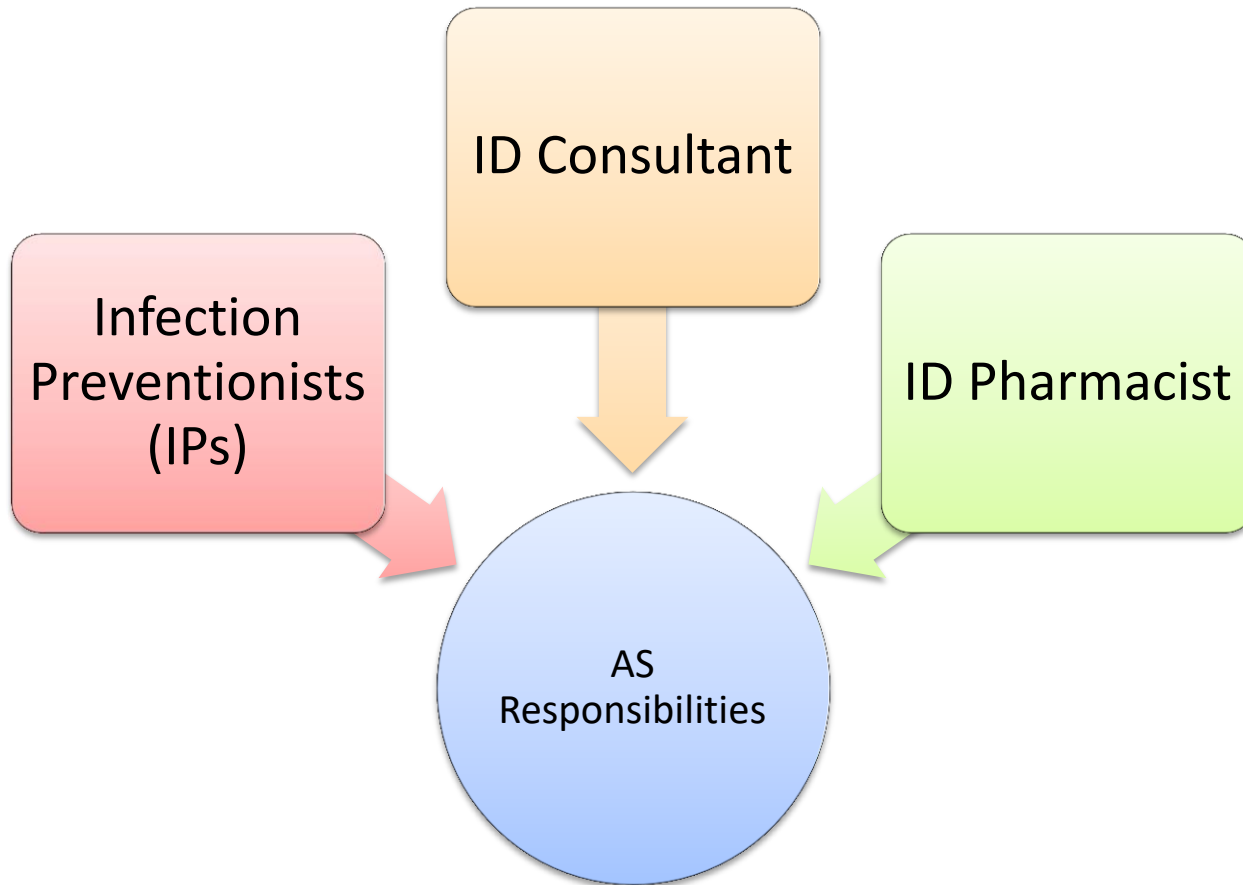 ID Consultant
Infection
Preventionists
(IPs)
ID Pharmacist
AS
Responsibilities